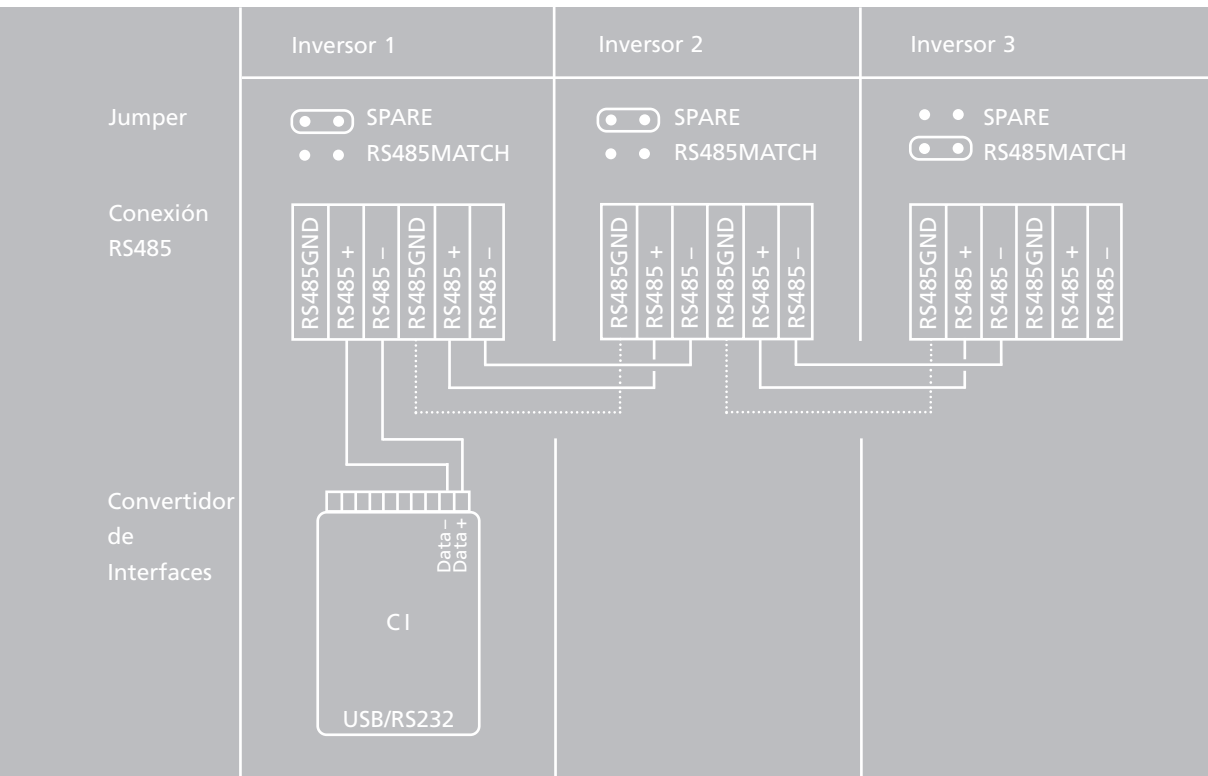 Inversor 1
Inversor 2
Inversor 3
Jumper
SPARE
RS485MATCH
SPARE
RS485MATCH
SPARE
RS485MATCH
Conexión
RS485
RS485GND
RS485 +
RS485 –
RS485GND
RS485 +
RS485 –
RS485GND
RS485 +
RS485 –
RS485GND
RS485 +
RS485 –
RS485GND
RS485 +
RS485 –
RS485GND
RS485 +
RS485 –
Convertidor
de
Interfaces
Data –
Data +
CI
USB/RS232